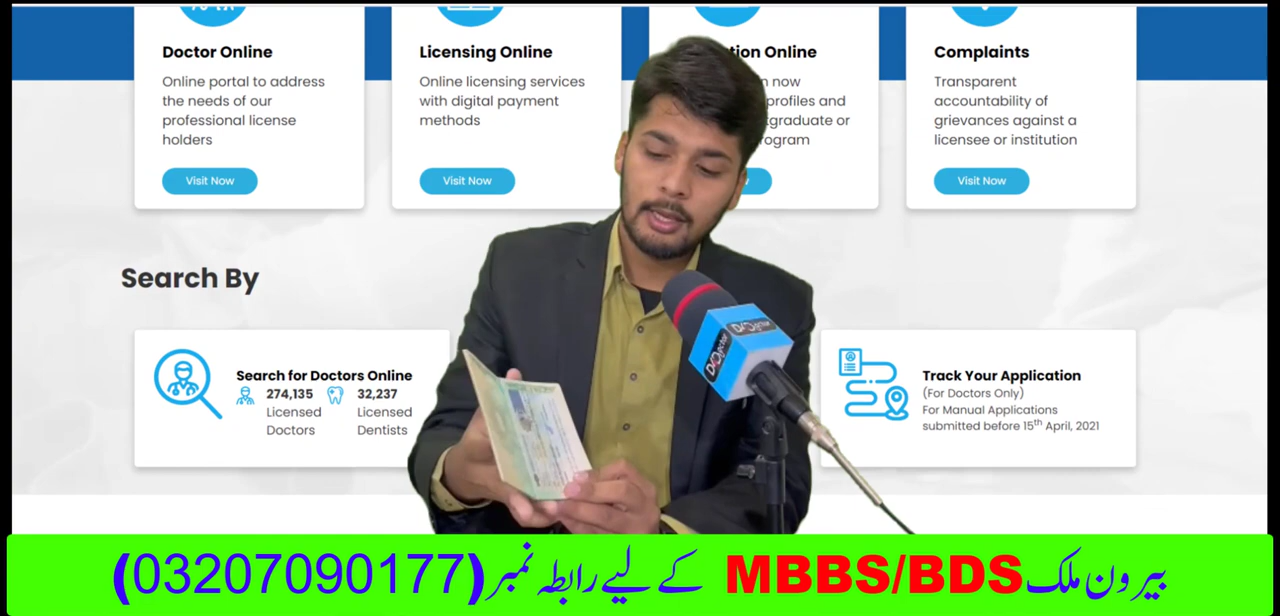 Doctor Online
Online portal to address
the needs of our
professional license
holders
Visit Now
Licensing Online
Online licensing services
with digital payment
methods
Visit Now
Online
now
profiles and
or
Complaints
Transparent
accountability of
grievances against a
licensee or institution
Visit Now
Search By
Search for Doctors Online
274,135
Licensed
Doctors
32,237
Licensed
Dentists
Track Your Application
(For Doctors Only)
For Manual Applications
submitted before 15th April, 2021
بیرون ملک MBBS/BDS کے لیے رابطہ نمبر (03207090177)